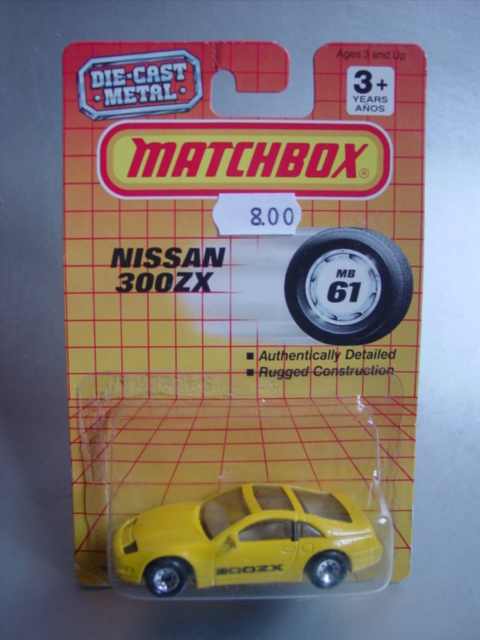 Ages 3 and Up
DIE-CAST
METAL
3+
YEARS
AÑOS
MATCHBOX®
8.00
NISSAN
300ZX
MB
61
■ Authentically Detailed
■ Rugged Construction
300ZX